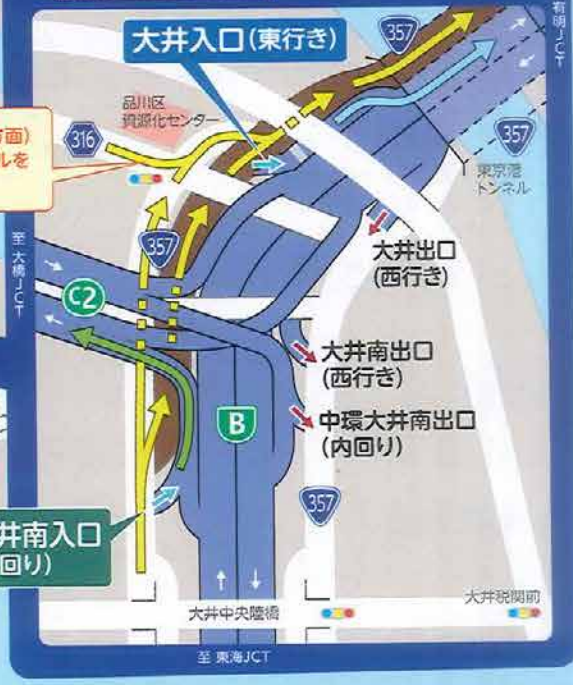 有明JCT
大井入口(東行き)
357
品川区
資源化センター
316
方面)
ルを
357
東京港
トンネル
357
至 大橋JCT
C2
大井出口
(西行き)
大井南出口
(西行き)
中環大井南出口
(内回り)
B
357
井南入口
回り)
大井中央陸橋
大井税関前
至 東海JCT